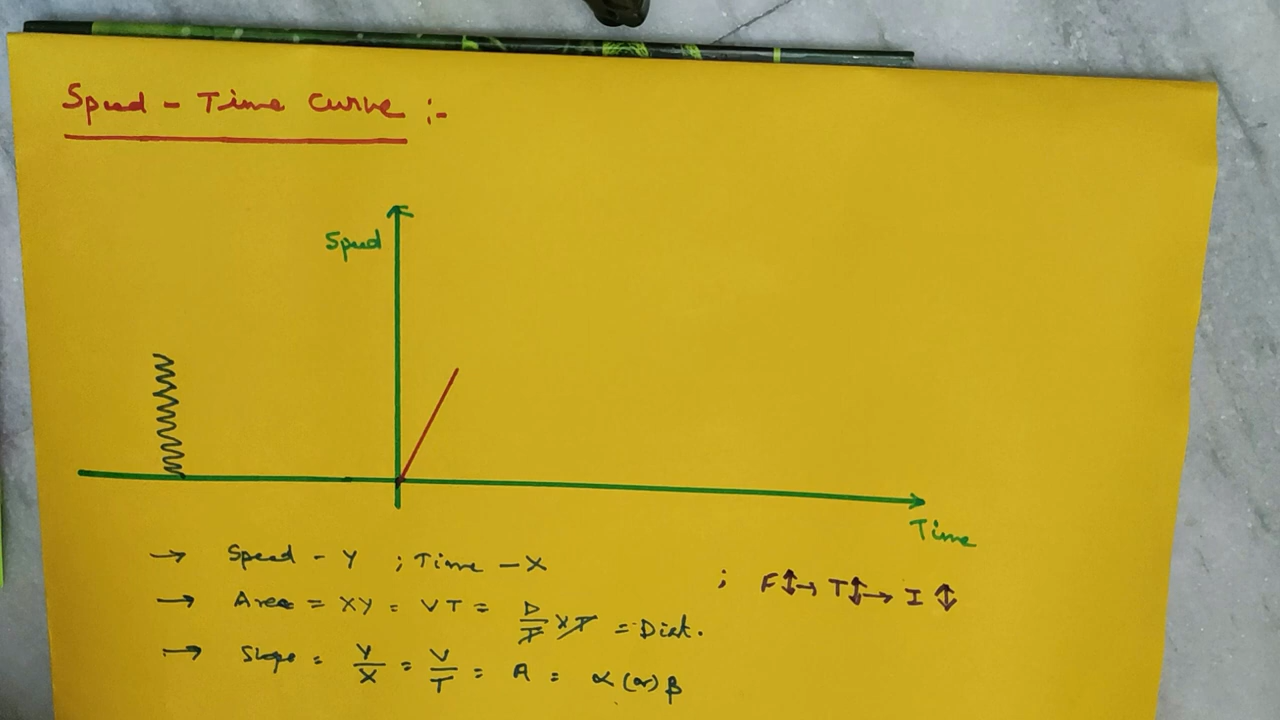 Speed - Time Curve :-
Speed
Time
→ Speed - Y ; Time - X
; F↕→ T↕→ I↕
→ Area = XY = VT = D/T × T = Dist.
→ Slope = Y/X = V/T = A = α (or) β